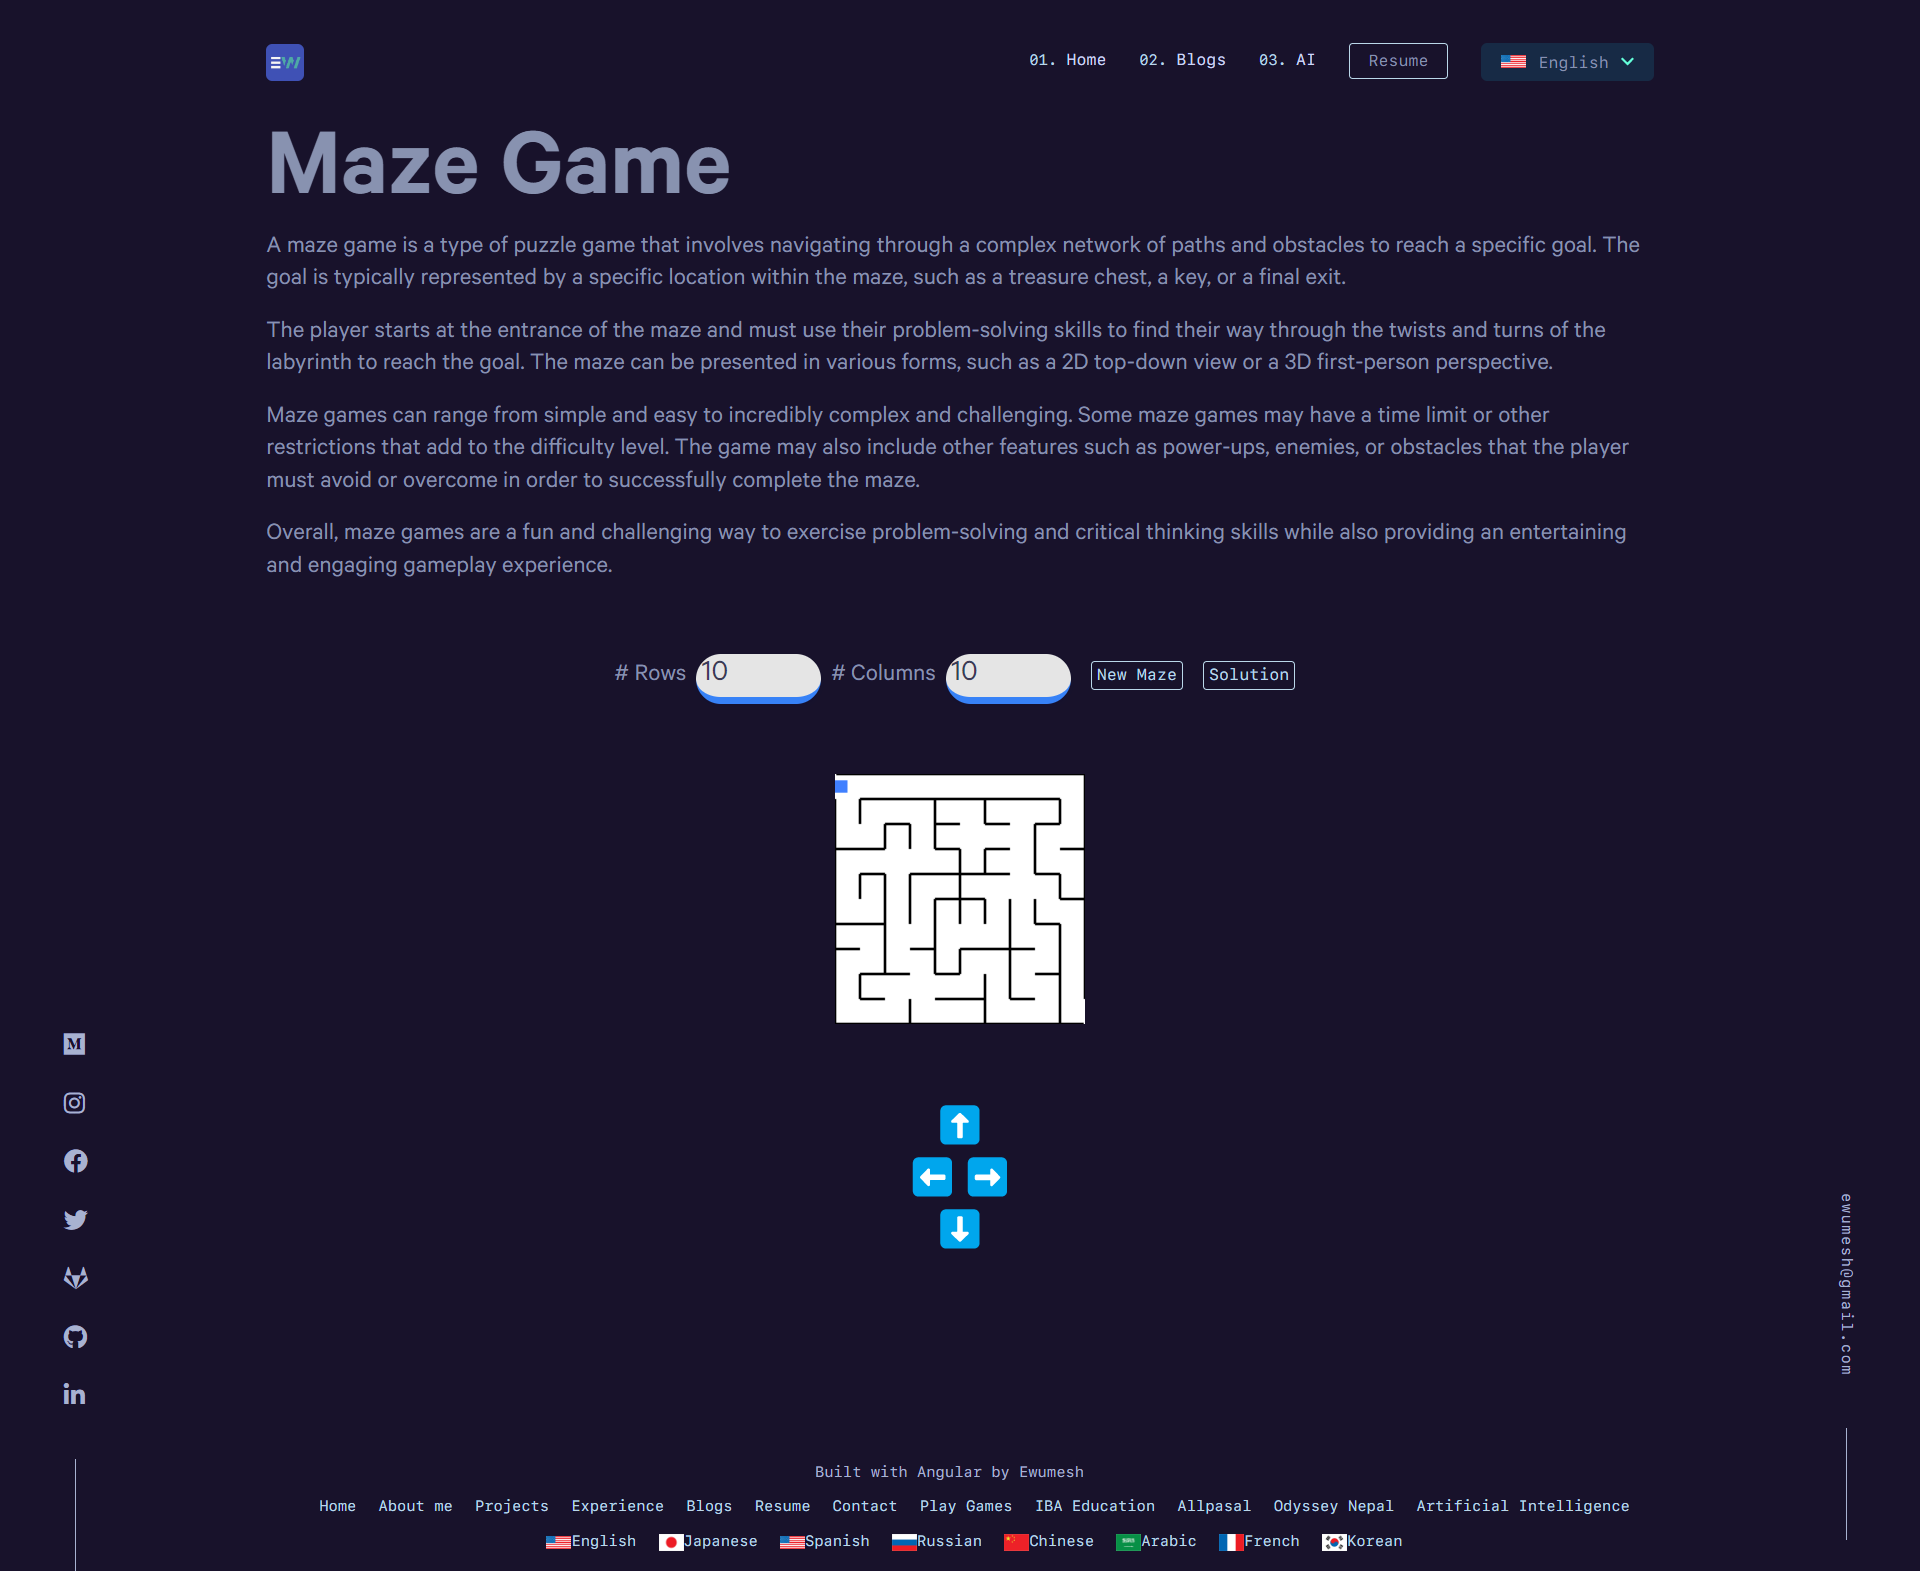 EW
01. Home
02. Blogs
03. AI
Resume
English
Maze Game
A maze game is a type of puzzle game that involves navigating through a complex network of paths and obstacles to reach a specific goal. The
goal is typically represented by a specific location within the maze, such as a treasure chest, a key, or a final exit.
The player starts at the entrance of the maze and must use their problem-solving skills to find their way through the twists and turns of the
labyrinth to reach the goal. The maze can be presented in various forms, such as a 2D top-down view or a 3D first-person perspective.
Maze games can range from simple and easy to incredibly complex and challenging. Some maze games may have a time limit or other
restrictions that add to the difficulty level. The game may also include other features such as power-ups, enemies, or obstacles that the player
must avoid or overcome in order to successfully complete the maze.
Overall, maze games are a fun and challenging way to exercise problem-solving and critical thinking skills while also providing an entertaining
and engaging gameplay experience.
# Rows 10 # Columns 10 New Maze Solution
M
in
ewumesh@gmail.com
Built with Angular by Ewumesh
Home About me Projects Experience Blogs Resume Contact Play Games IBA Education Allpasal Odyssey Nepal Artificial Intelligence
English Japanese Spanish Russian Chinese Arabic French Korean